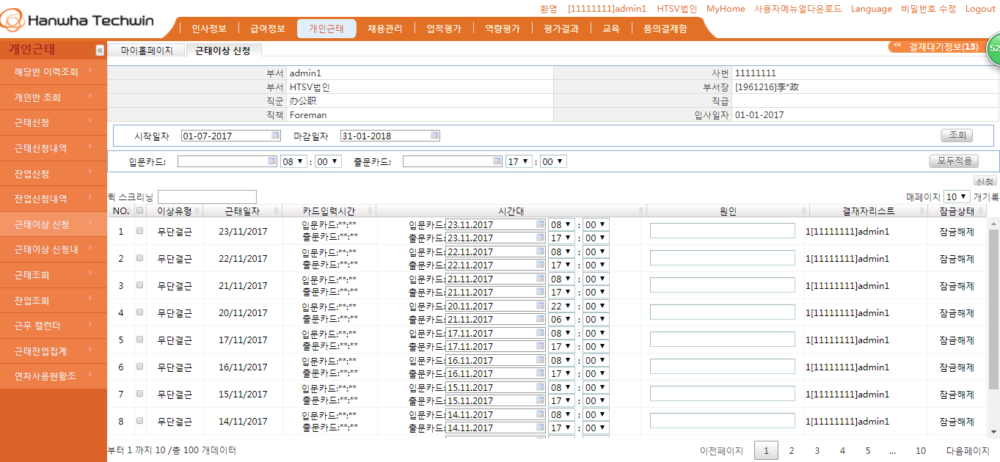 환영 [11111111]admin1 HTSV법인 MyHome 사용자메뉴얼다운로드 Language 비밀번호 수정 Logout
Hanwha Techwin
인사정보 급여정보 개인근태 채용관리 업적평가 역량평가 평가결과 교육 품의결제함
개인근태 «
마이홈페이지 근태이상 신청 결재대기정보(13) 52
해당반 이력조회
개인반 조회
근태신청
근태신청내역
잔업신청
잔업신청내역
근태이상 신청
근태이상 신청내
근태조회
잔업조회
근무 캘런더
근태잔업집계
연차사용현황조
부서 admin1 사번 11111111
부서 HTSV법인 부서장 [1961216]李*政
직군 办公职 직급
직책 Foreman 입사일자 01-01-2017
시작일자 01-07-2017 마감일자 31-01-2018 조회
입문카드: 08 : 00 출문카드: 17 : 00 모두적용
신청
퀵 스크리닝 매페이지 10 개기록
NO. 이상유형 근태일자 카드입력시간 시간대 원인 결재자리스트 잠금상태
1 무단결근 23/11/2017 입문카드:**:** 입문카드: 23.11.2017 08 : 00 1[11111111]admin1 잠금해제
출문카드:**:** 출문카드: 23.11.2017 17 : 00
2 무단결근 22/11/2017 입문카드:**:** 입문카드: 22.11.2017 08 : 00 1[11111111]admin1 잠금해제
출문카드:**:** 출문카드: 22.11.2017 17 : 00
3 무단결근 21/11/2017 입문카드:**:** 입문카드: 21.11.2017 08 : 00 1[11111111]admin1 잠금해제
출문카드:**:** 출문카드: 21.11.2017 17 : 00
4 무단결근 20/11/2017 입문카드:**:** 입문카드: 20.11.2017 22 : 00 1[11111111]admin1 잠금해제
출문카드:**:** 출문카드: 21.11.2017 06 : 00
5 무단결근 17/11/2017 입문카드:**:** 입문카드: 17.11.2017 08 : 00 1[11111111]admin1 잠금해제
출문카드:**:** 출문카드: 17.11.2017 17 : 00
6 무단결근 16/11/2017 입문카드:**:** 입문카드: 16.11.2017 08 : 00 1[11111111]admin1 잠금해제
출문카드:**:** 출문카드: 16.11.2017 17 : 00
7 무단결근 15/11/2017 입문카드:**:** 입문카드: 15.11.2017 08 : 00 1[11111111]admin1 잠금해제
출문카드:**:** 출문카드: 15.11.2017 17 : 00
8 무단결근 14/11/2017 입문카드:**:** 입문카드: 14.11.2017 08 : 00 1[11111111]admin1 잠금해제
출문카드:**:** 출문카드: 14.11.2017 17 : 00
부터 1 까지 10 /총 100 개데이터 이전페이지 1 2 3 4 5 ... 10 다음페이지